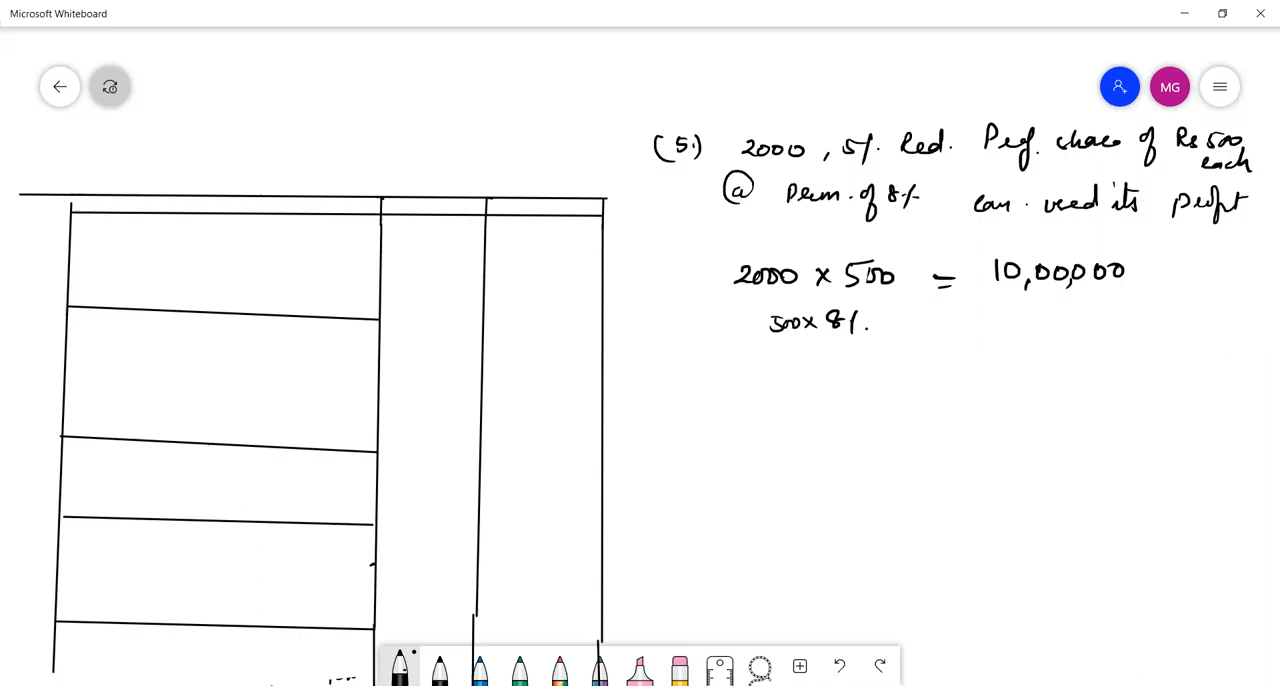 Microsoft Whiteboard
MG
(5.) 2000, 5%. Red. Pref. share of Rs 500 each
@ Prem. of 8% can. used its profit
2000 × 500 = 10,00,000
500 × 8%.